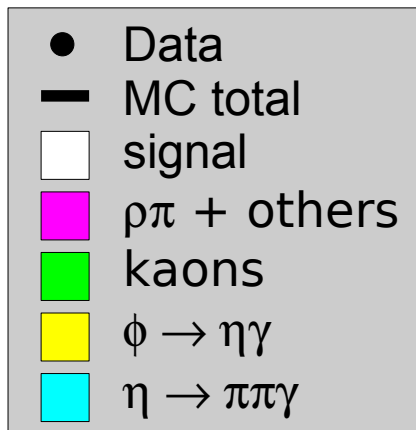 Data
MC total
signal
ρπ + others
kaons
ϕ → ηγ
η → ππγ